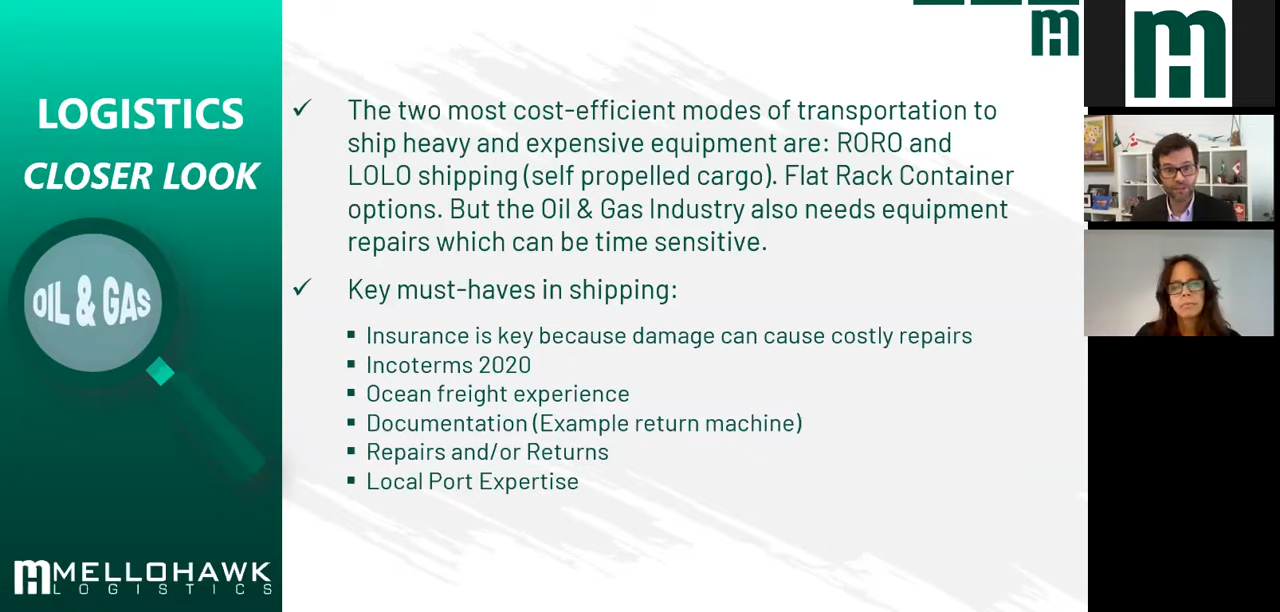 LOGISTICS
CLOSER LOOK
OIL & GAS
MELLOHAWK
LOGISTICS
The two most cost-efficient modes of transportation to
ship heavy and expensive equipment are: RORO and
LOLO shipping (self propelled cargo). Flat Rack Container
options. But the Oil & Gas Industry also needs equipment
repairs which can be time sensitive.
Key must-haves in shipping:
Insurance is key because damage can cause costly repairs
Incoterms 2020
Ocean freight experience
Documentation (Example return machine)
Repairs and/or Returns
Local Port Expertise